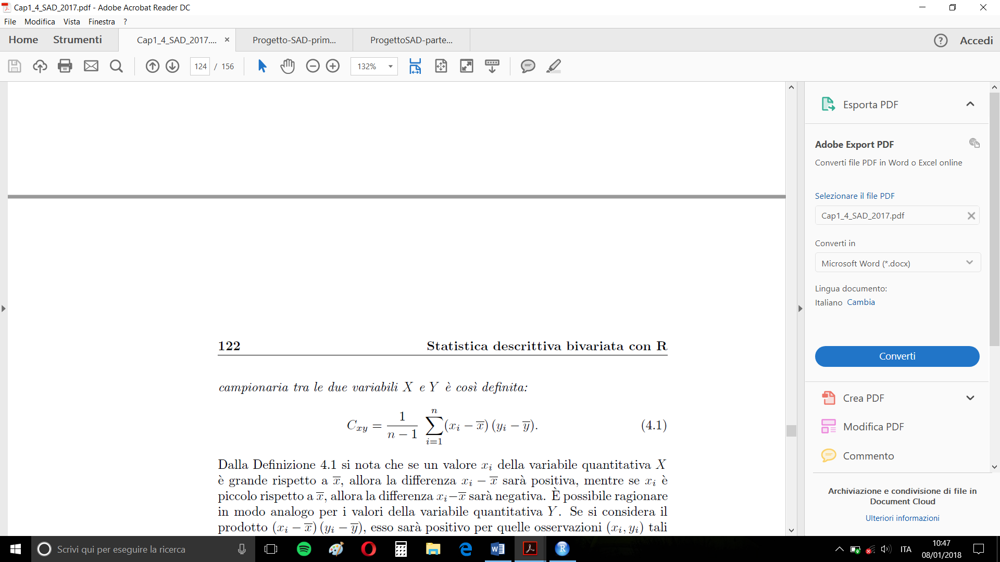 Cap1_4_SAD_2017.pdf - Adobe Acrobat Reader DC
File Modifica Vista Finestra ?
Home Strumenti Cap1_4_SAD_2017.... × Progetto-SAD-prim... ProgettoSAD-parte... ? Accedi
124 / 156 132%
Esporta PDF
Adobe Export PDF
Converti file PDF in Word o Excel online
Selezionare il file PDF
Cap1_4_SAD_2017.pdf
Converti in
Microsoft Word (*.docx)
Lingua documento:
Italiano Cambia
Converti
Crea PDF
Modifica PDF
Commento
Archiviazione e condivisione di file in
Document Cloud
Ulteriori informazioni
122 Statistica descrittiva bivariata con R
campionaria tra le due variabili X e Y è così definita:
C_{xy} = \frac{1}{n-1} \sum_{i=1}^{n} (x_i - \overline{x}) (y_i - \overline{y}). (4.1)
Dalla Definizione 4.1 si nota che se un valore x_i della variabile quantitativa X
è grande rispetto a \overline{x}, allora la differenza x_i − \overline{x} sarà positiva, mentre se x_i è
piccolo rispetto a \overline{x}, allora la differenza x_i−\overline{x} sarà negativa. È possibile ragionare
in modo analogo per i valori della variabile quantitativa Y. Se si considera il
prodotto (x_i − \overline{x}) (y_i − \overline{y}), esso sarà positivo per quelle osservazioni (x_i, y_i) tali
Scrivi qui per eseguire la ricerca
ITA
10:47
08/01/2018